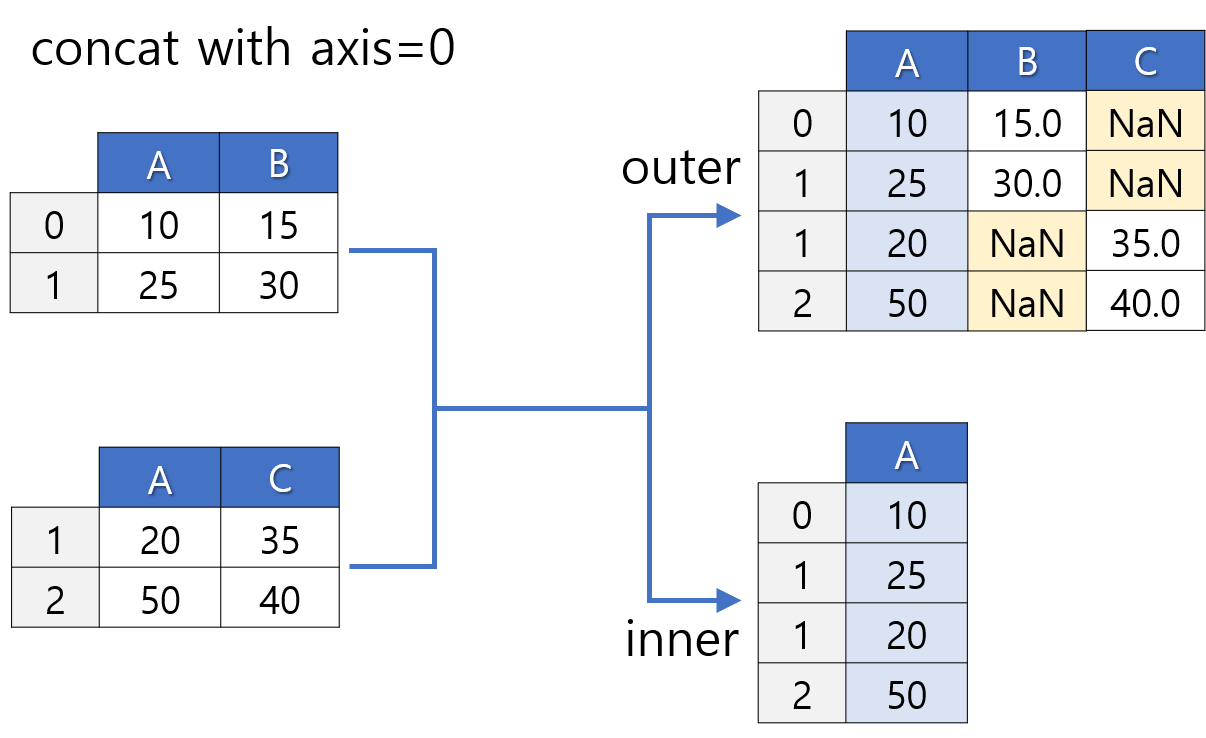 concat with axis=0
A B
0 10 15
1 25 30
A C
1 20 35
2 50 40
outer
A B C
0 10 15.0 NaN
1 25 30.0 NaN
1 20 NaN 35.0
2 50 NaN 40.0
inner
A
0 10
1 25
1 20
2 50